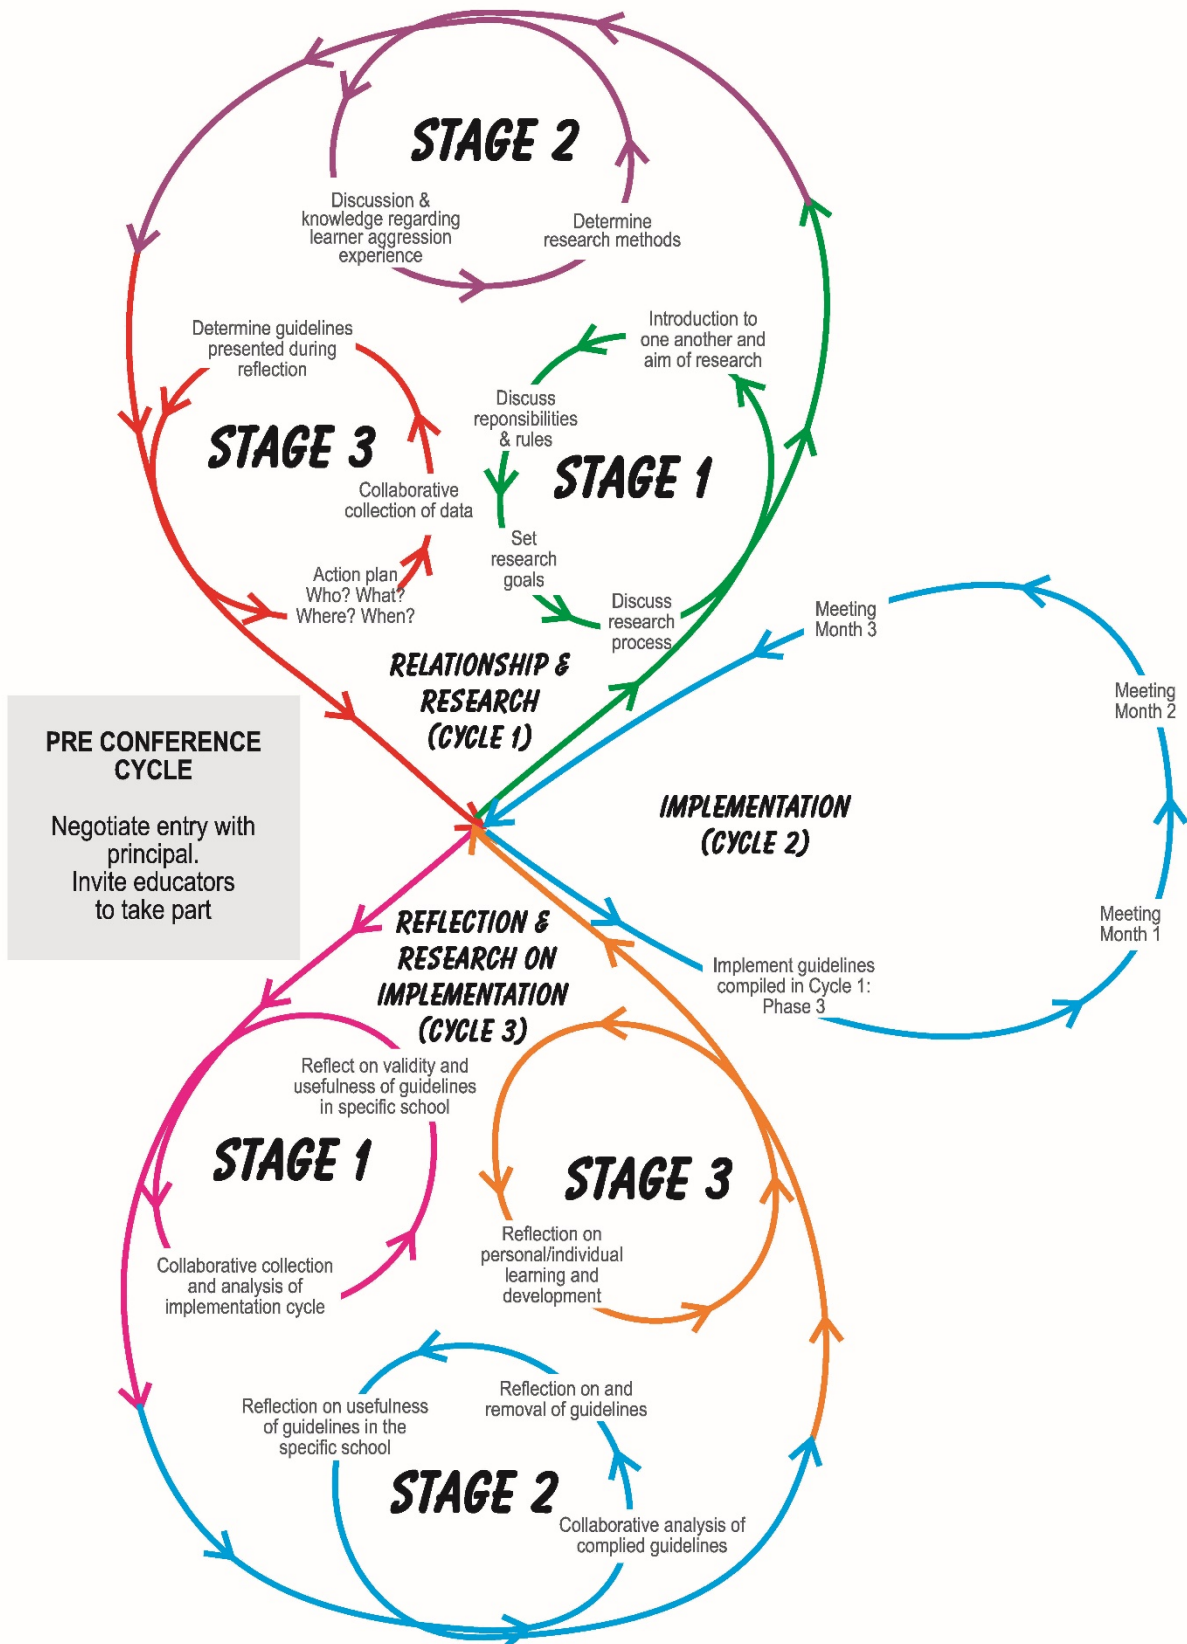 STAGE 2
Discussion &
knowledge regarding
learner aggression
experience
Determine
research methods
Introduction to
one another and
aim of research
Discuss
reponsibilities
& rules
STAGE 1
Set
research
goals
Discuss
research
process
Determine guidelines
presented during
reflection
STAGE 3
Collaborative
collection of data
Action plan
Who? What?
Where? When?
RELATIONSHIP &
RESEARCH
(CYCLE 1)
PRE CONFERENCE
CYCLE
Negotiate entry with
principal.
Invite educators
to take part
Meeting
Month 3
Meeting
Month 2
IMPLEMENTATION
(CYCLE 2)
Meeting
Month 1
Implement guidelines
compiled in Cycle 1:
Phase 3
REFLECTION &
RESEARCH ON
IMPLEMENTATION
(CYCLE 3)
Reflect on validity and
usefulness of guidelines
in specific school
STAGE 1
Collaborative collection
and analysis of
implementation cycle
STAGE 3
Reflection on
personal/individual
learning and
development
Reflection on usefulness
of guidelines in the
specific school
Reflection on and
removal of guidelines
STAGE 2
Collaborative analysis of
complied guidelines